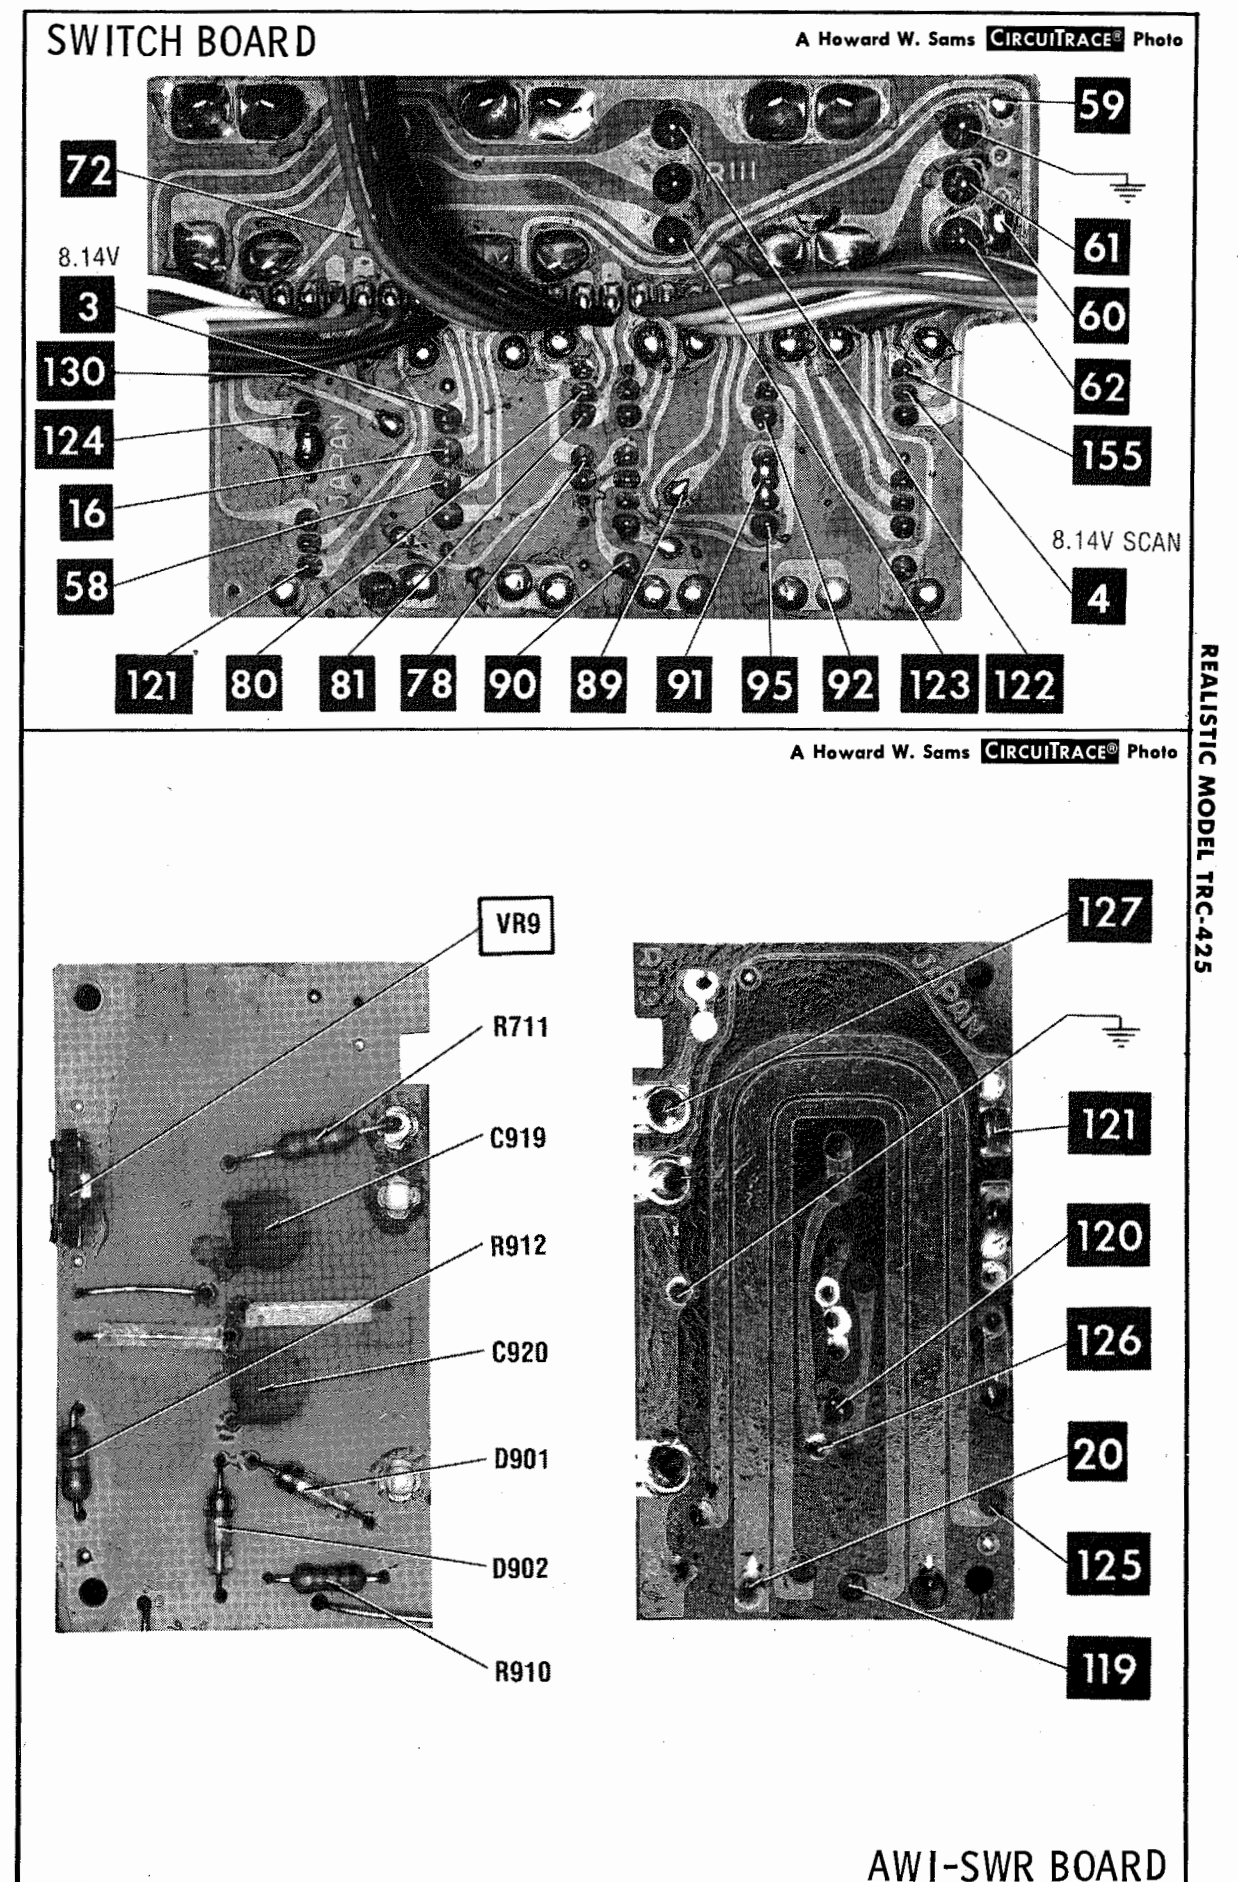 SWITCH BOARD
A Howard W. Sams CIRCUITRACE® Photo
59
72
61
8.14V
3
60
130
62
124
155
16
8.14V SCAN
58
4
JAPAN
121
80
81
78
90
89
91
95
92
123
122
REALISTIC MODEL TRC-425
A Howard W. Sams CIRCUITRACE® Photo
VR9
R711
C919
R912
C920
D901
D902
R910
127
121
120
126
20
125
119
AWI-SWR BOARD